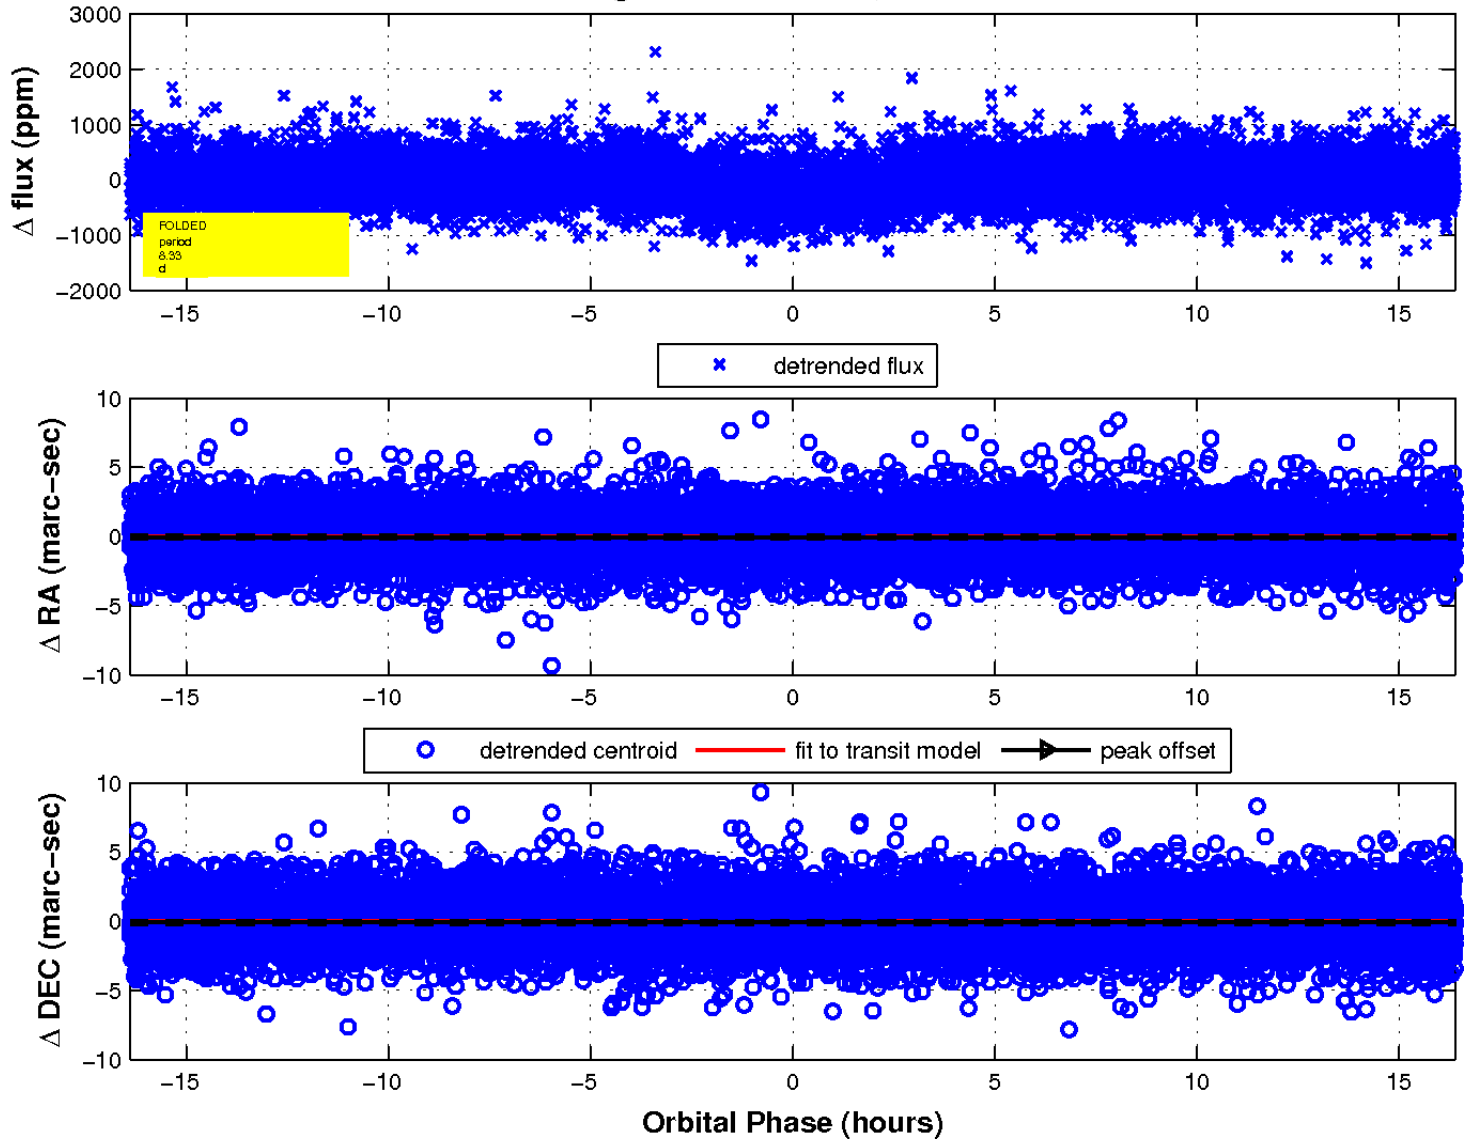 3000
2000
1000
0
−1000
−2000
Δ flux (ppm)
FOLDED
period
8.33
d
−15 −10 −5 0 5 10 15
detrended flux
10
5
0
−5
−10
Δ RA (marc−sec)
−15 −10 −5 0 5 10 15
detrended centroid fit to transit model peak offset
10
5
0
−5
−10
Δ DEC (marc−sec)
−15 −10 −5 0 5 10 15
Orbital Phase (hours)